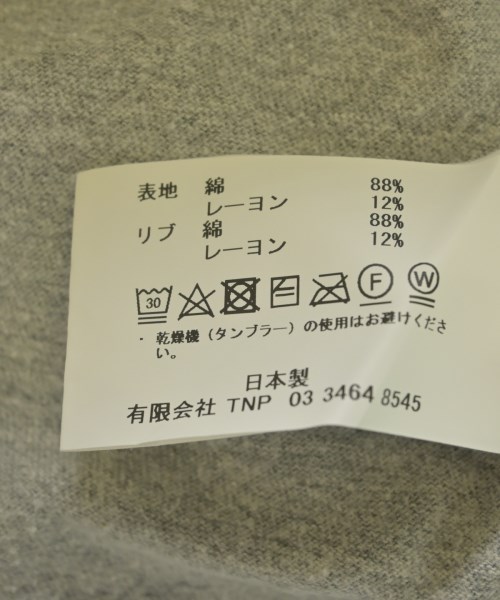 表地 綿 88%
レーヨン 12%
リブ 綿 88%
レーヨン 12%
30 F W
・ 乾燥機（タンブラー）の使用はお避けくださ
い。
日本製
有限会社 TNP 03 3464 8545